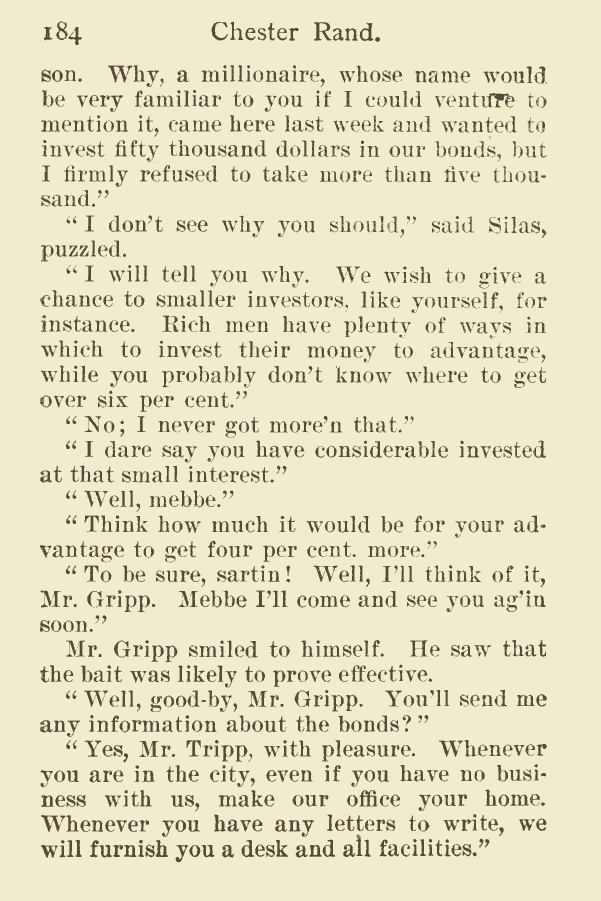 184 Chester Rand.
son. Why, a millionaire, whose name would
be very familiar to you if I could venture to
mention it, came here last week and wanted to
invest fifty thousand dollars in our bonds, but
I firmly refused to take more than five thou-
sand.”
“ I don’t see why you should,” said Silas,
puzzled.
“ I will tell you why. We wish to give a
chance to smaller investors, like yourself, for
instance. Rich men have plenty of ways in
which to invest their money to advantage,
while you probably don’t know where to get
over six per cent.”
“ No; I never got more’n that.”
“ I dare say you have considerable invested
at that small interest.”
“ Well, mebbe.”
“ Think how much it would be for your ad-
vantage to get four per cent. more.”
“ To be sure, sartin! Well, I’ll think of it,
Mr. Gripp. Mebbe I’ll come and see you ag’in
soon.”
Mr. Gripp smiled to himself. He saw that
the bait was likely to prove effective.
“ Well, good-by, Mr. Gripp. You’ll send me
any information about the bonds? ”
“ Yes, Mr. Tripp, with pleasure. Whenever
you are in the city, even if you have no busi-
ness with us, make our office your home.
Whenever you have any letters to write, we
will furnish you a desk and all facilities.”